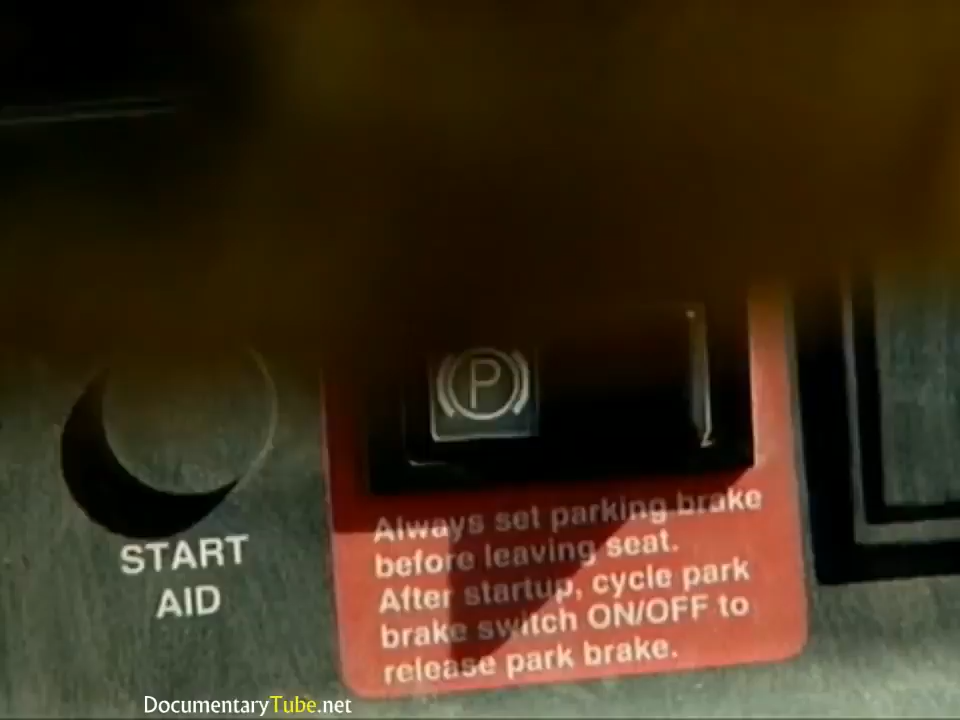 P
START
AID
Always set parking brake
before leaving seat.
After startup, cycle park
brake switch ON/OFF to
release park brake.
DocumentaryTube.net